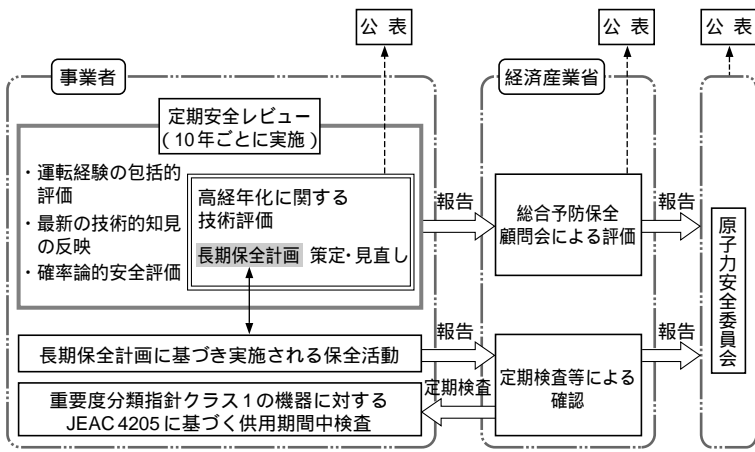 公 表
公 表
公 表
事業者
経済産業省
定期安全レビュー
(10年ごとに実施)
・運転経験の包括的
評価
・最新の技術的知見
の反映
・確率論的安全評価
高経年化に関する
技術評価
長期保全計画 策定・見直し
報告
総合予防保全
顧問会による評価
報告
原子力安全委員会
長期保全計画に基づき実施される保全活動
報告
定期検査等による
確認
報告
定期検査
重要度分類指針クラス1の機器に対する
JEAC 4205に基づく供用期間中検査